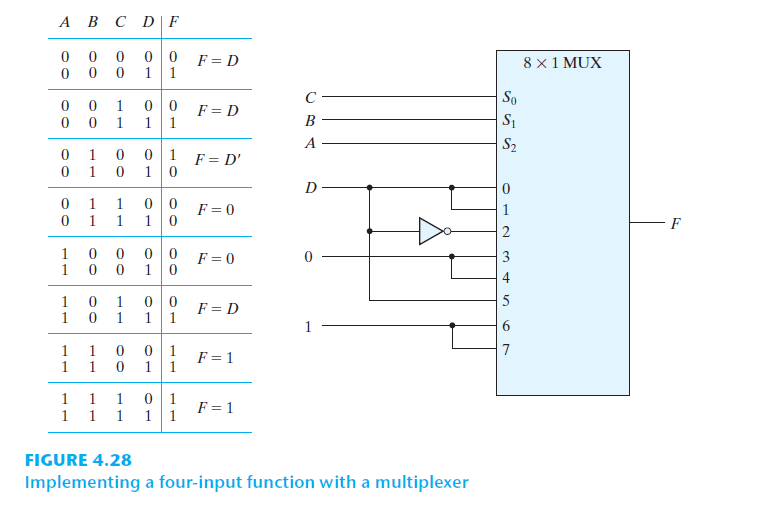 A B C D F
0 0 0 0 0
0 0 0 1 1
F = D
0 0 1 0 0
0 0 1 1 1
F = D
0 1 0 0 1
0 1 0 1 0
F = D'
0 1 1 0 0
0 1 1 1 0
F = 0
1 0 0 0 0
1 0 0 1 0
F = 0
1 0 1 0 0
1 0 1 1 1
F = D
1 1 0 0 1
1 1 0 1 1
F = 1
1 1 1 0 1
1 1 1 1 1
F = 1
8 × 1 MUX
C S₀
B S₁
A S₂
D 0
1
2
0 3
4
5
1 6
7
F
FIGURE 4.28
Implementing a four-input function with a multiplexer